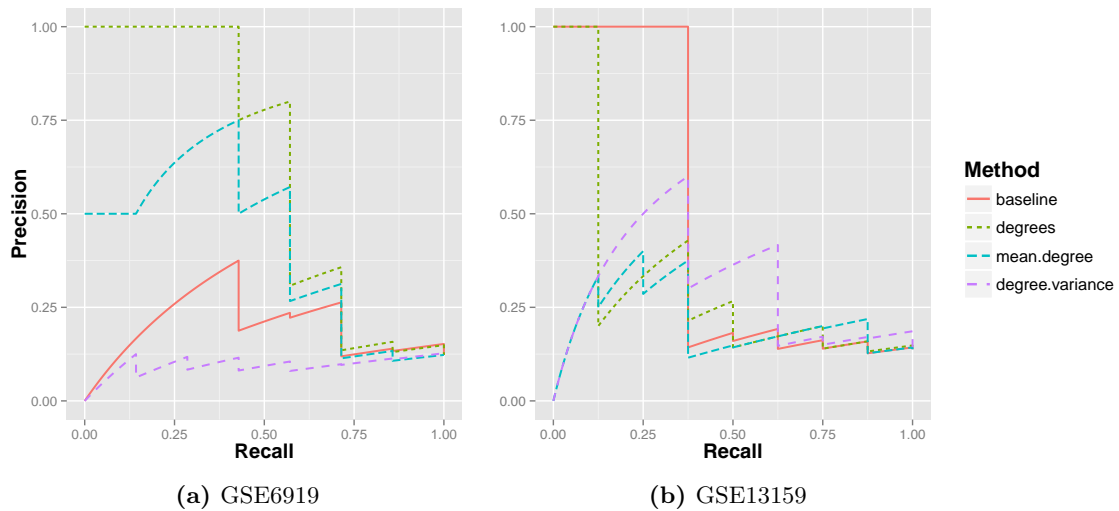 1.00
0.75
0.50
0.25
0.00
Precision
0.00 0.25 0.50 0.75 1.00
Recall
(a) GSE6919
1.00
0.75
0.50
0.25
0.00
0.00 0.25 0.50 0.75 1.00
Recall
(b) GSE13159
Method
baseline
degrees
mean.degree
degree.variance